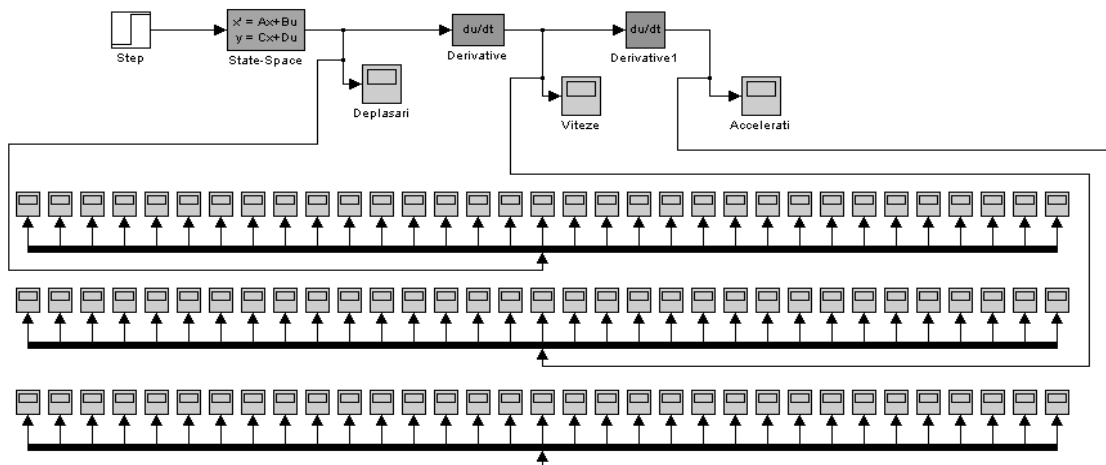 x' = Ax+Bu
y = Cx+Du
du/dt
du/dt
Step
State-Space
Derivative
Derivative1
Deplasari
Viteze
Accelerati